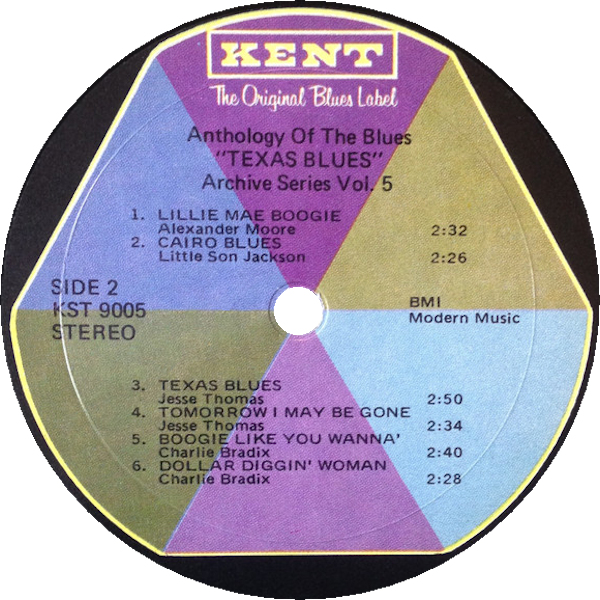 KENT
The Original Blues Label
Anthology Of The Blues
"TEXAS BLUES"
Archive Series Vol. 5
1. LILLIE MAE BOOGIE
Alexander Moore 2:32
2. CAIRO BLUES
Little Son Jackson 2:26
SIDE 2
KST 9005
STEREO
BMI
Modern Music
3. TEXAS BLUES
Jesse Thomas 2:50
4. TOMORROW I MAY BE GONE
Jesse Thomas 2:34
5. BOOGIE LIKE YOU WANNA'
Charlie Bradix 2:40
6. DOLLAR DIGGIN' WOMAN
Charlie Bradix 2:28